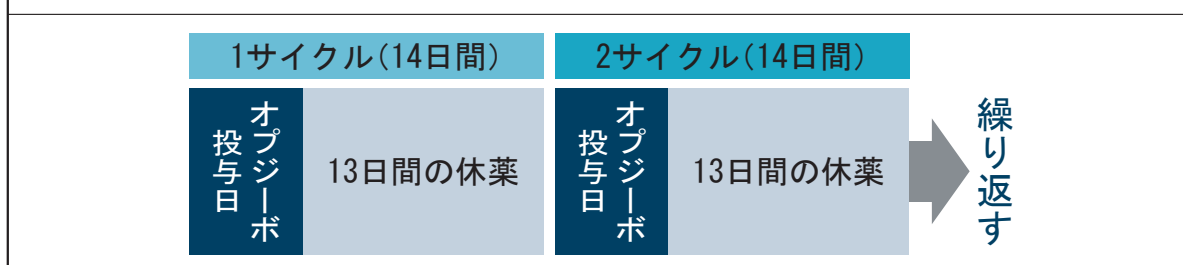 1サイクル(14日間)
2サイクル(14日間)
オプジーボ
投与日
13日間の休薬
オプジーボ
投与日
13日間の休薬
繰り返す